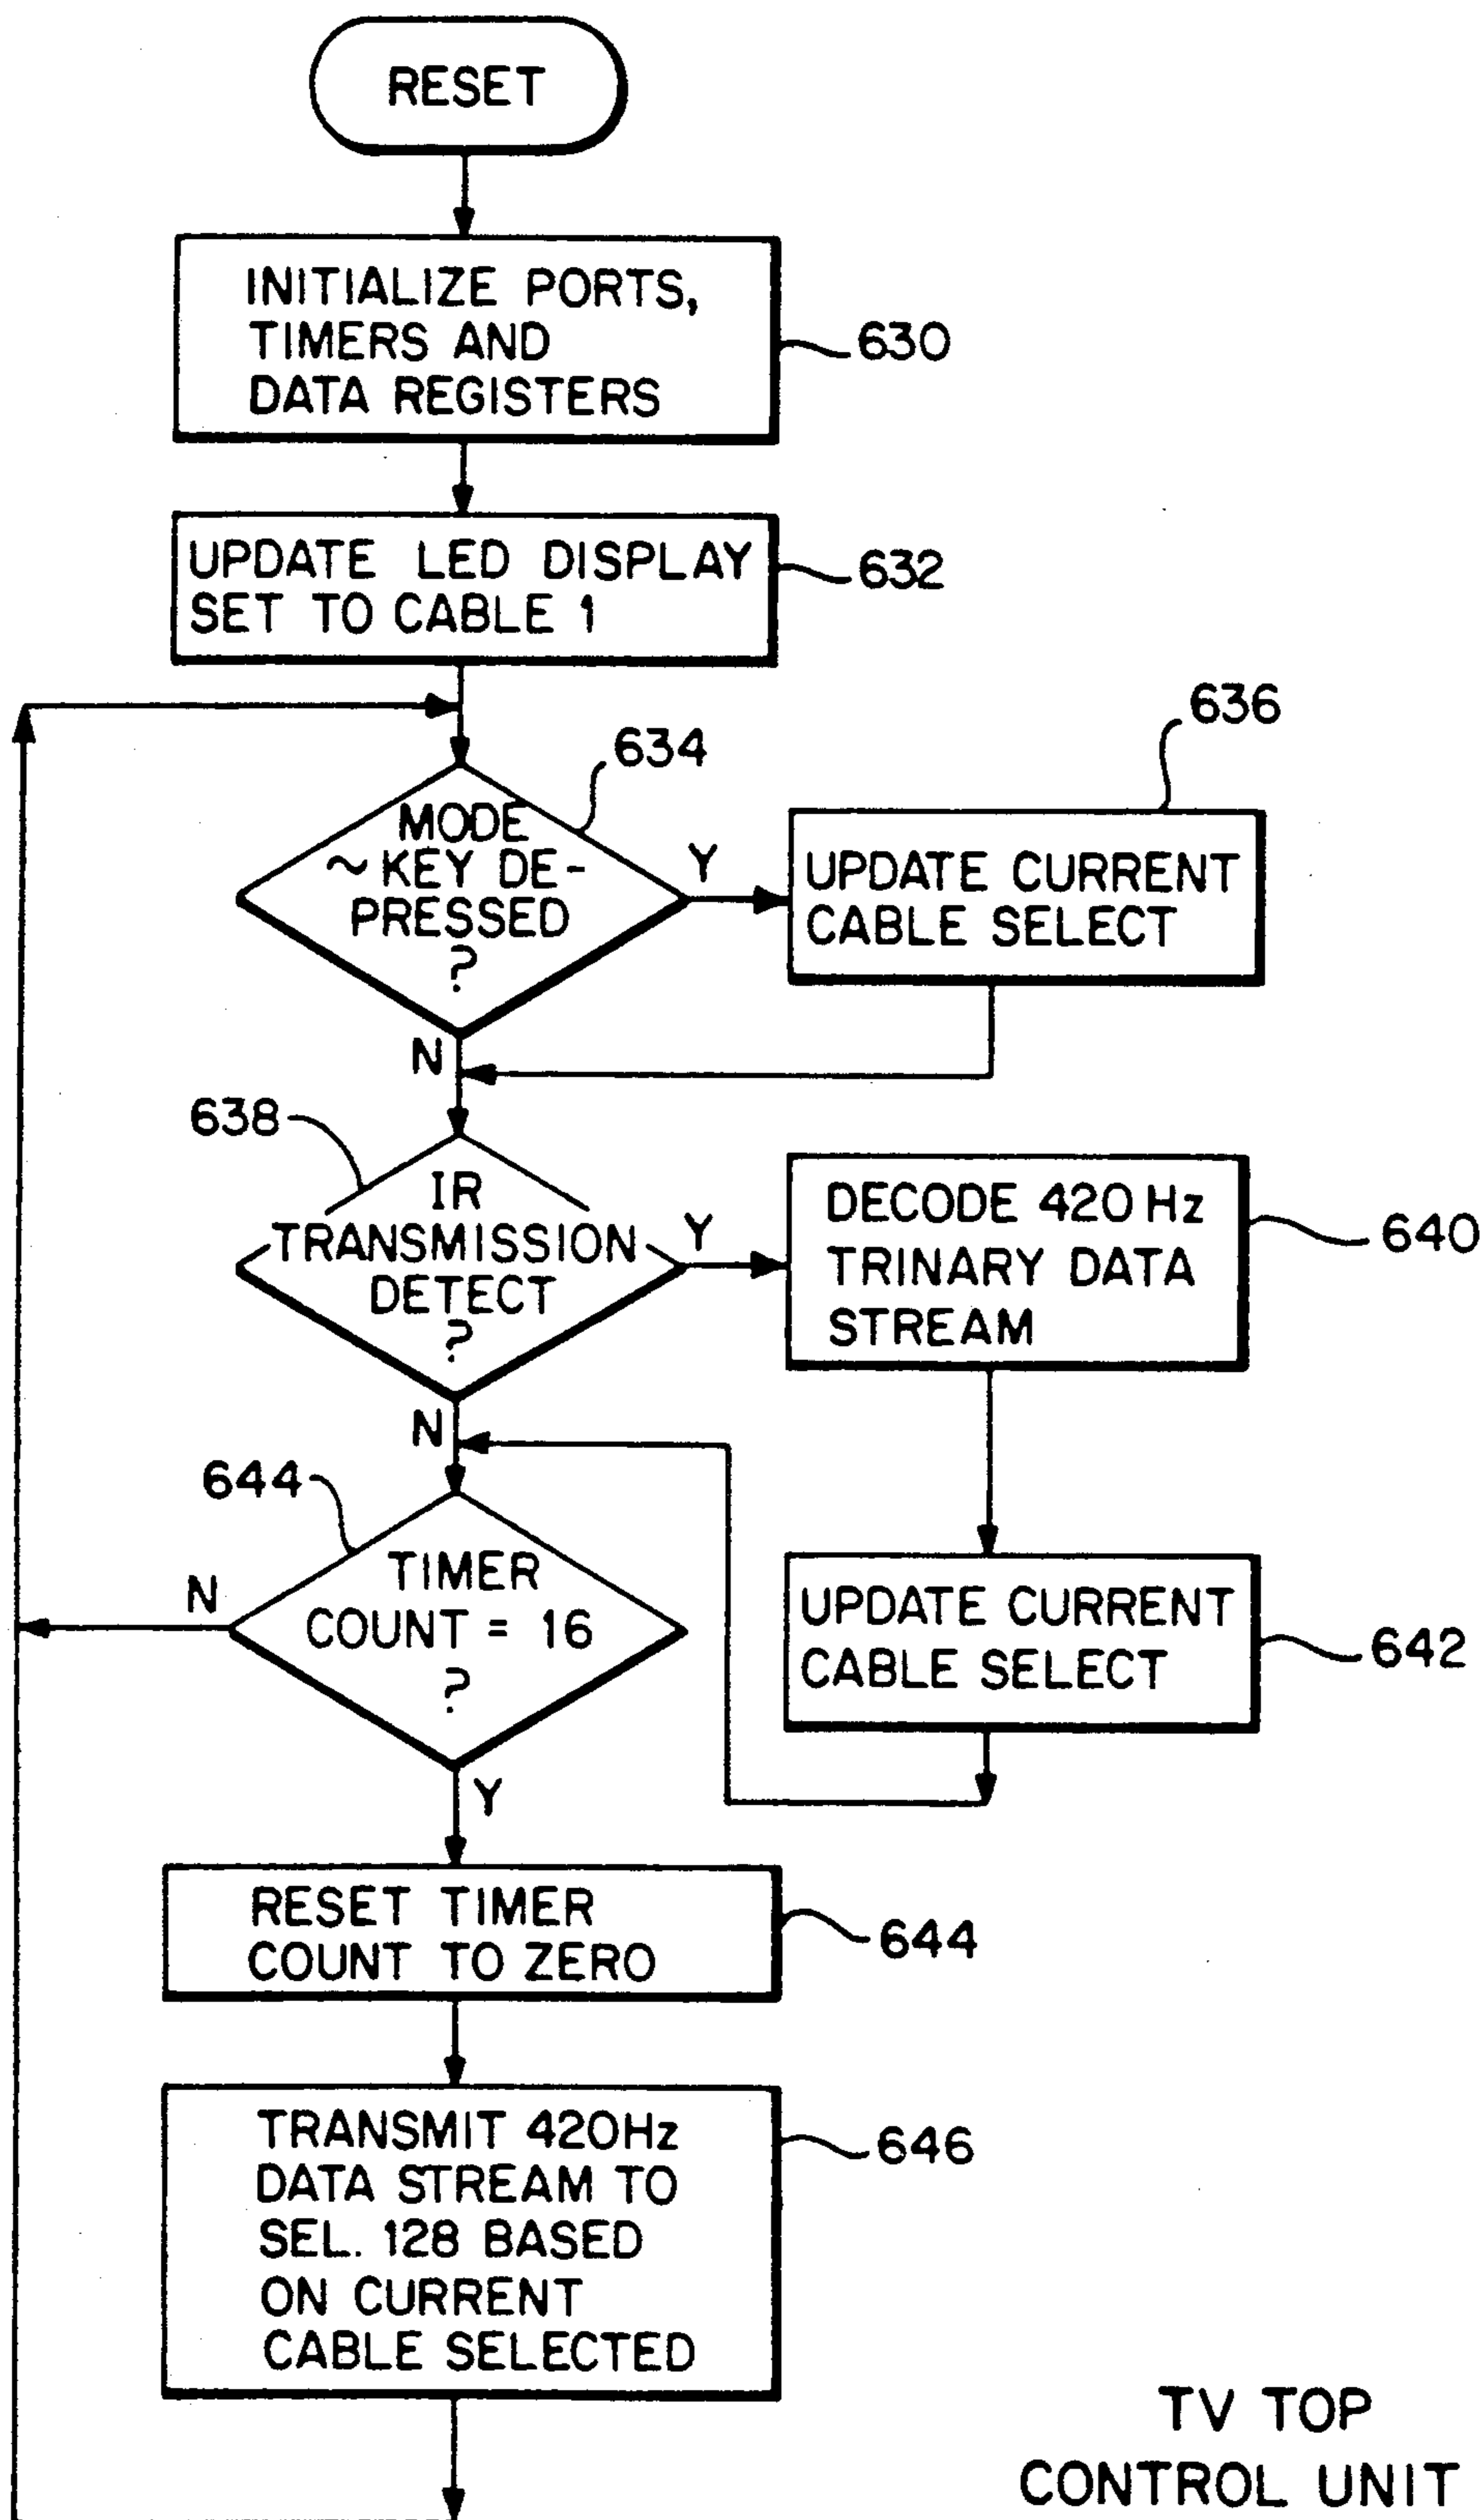 RESET
INITIALIZE PORTS,
TIMERS AND
DATA REGISTERS
630
UPDATE LED DISPLAY
SET TO CABLE 1
632
634
636
MODE
~KEY DE-
PRESSED
?
Y
UPDATE CURRENT
CABLE SELECT
N
638
IR
TRANSMISSION
DETECT
?
Y
DECODE 420 Hz
TRINARY DATA
STREAM
640
N
644
TIMER
COUNT = 16
?
N
Y
UPDATE CURRENT
CABLE SELECT
642
RESET TIMER
COUNT TO ZERO
644
TRANSMIT 420Hz
DATA STREAM TO
SEL. 128 BASED
ON CURRENT
CABLE SELECTED
646
TV TOP
CONTROL UNIT